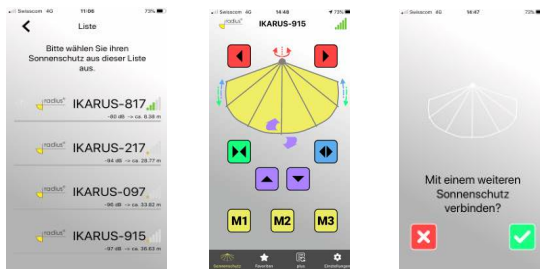 Swisscom 4G 11:06 73%
Liste
Bitte wählen Sie ihren
Sonnenschutz aus dieser Liste
aus.
radius° IKARUS-817
-80 dB -> ca. 6.38 m
radius° IKARUS-217
-94 dB -> ca. 28.77 m
radius° IKARUS-097
-96 dB -> ca. 33.82 m
radius° IKARUS-915
-97 dB -> ca. 36.63 m
Swisscom 4G 14:49 73%
radius° IKARUS-915
M1 M2 M3
Sonnenschutz Favoriten plus Einstellungen
Swisscom 4G 14:47 72%
Mit einem weiteren
Sonnenschutz
verbinden?